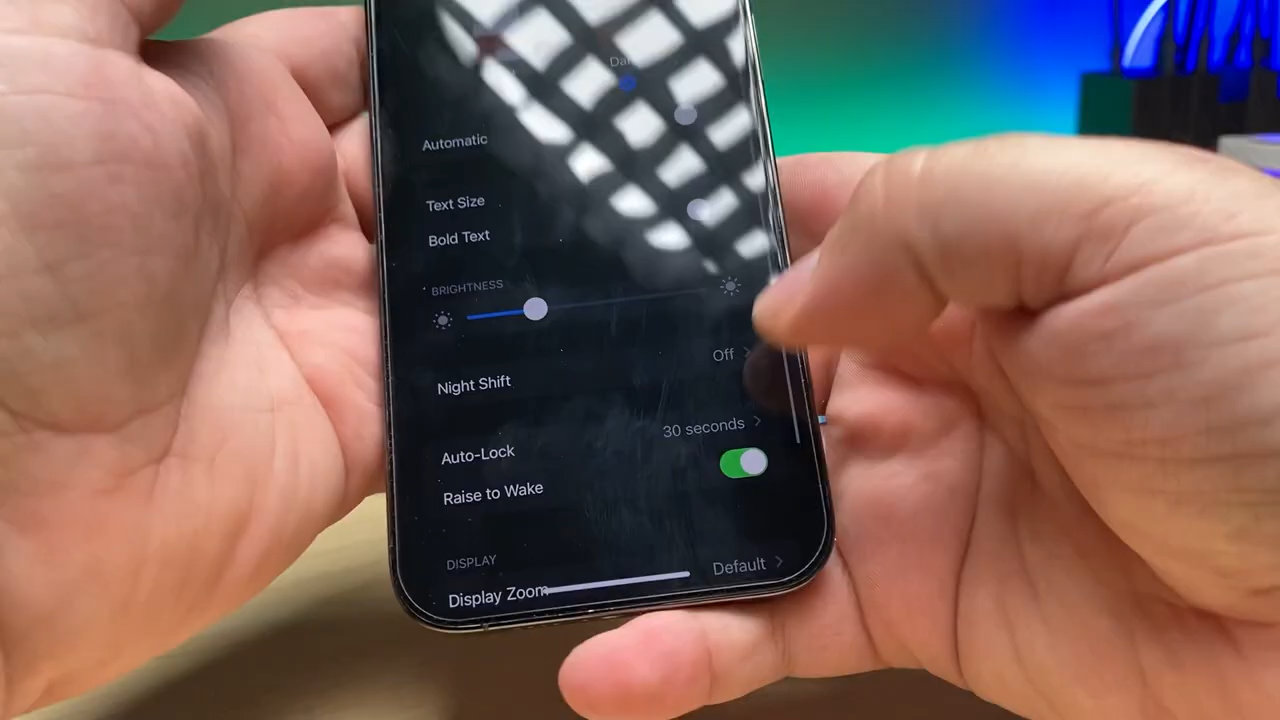 Automatic
Text Size
Bold Text
BRIGHTNESS
Night Shift Off
Auto-Lock 30 seconds
Raise to Wake
DISPLAY
Display Zoom Default